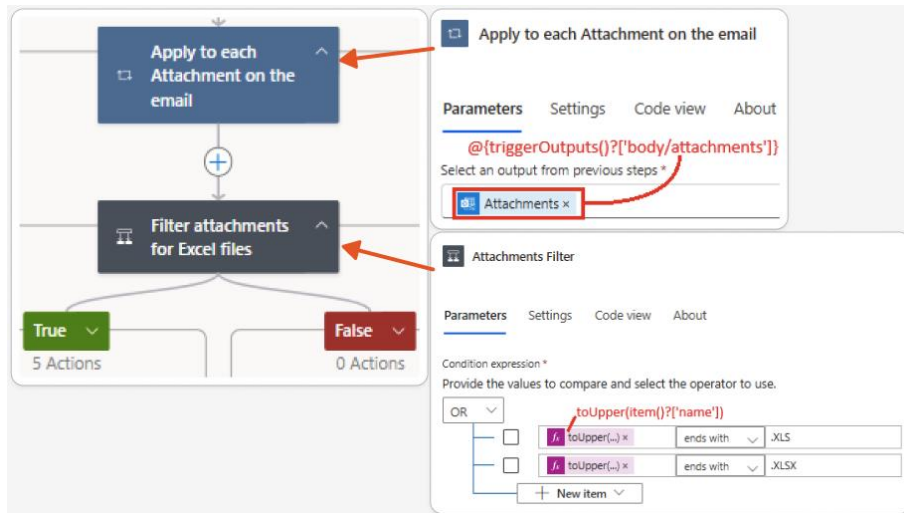 Apply to each
Attachment on the
email
Filter attachments
for Excel files
True
False
5 Actions
0 Actions
Apply to each Attachment on the email
Parameters Settings Code view About
@{triggerOutputs()?['body/attachments']}
Select an output from previous steps *
Attachments ×
Attachments Filter
Parameters Settings Code view About
Condition expression *
Provide the values to compare and select the operator to use.
OR
toUpper(item()?['name'])
fx toUpper(...) × ends with .XLS
fx toUpper(...) × ends with .XLSX
+ New item